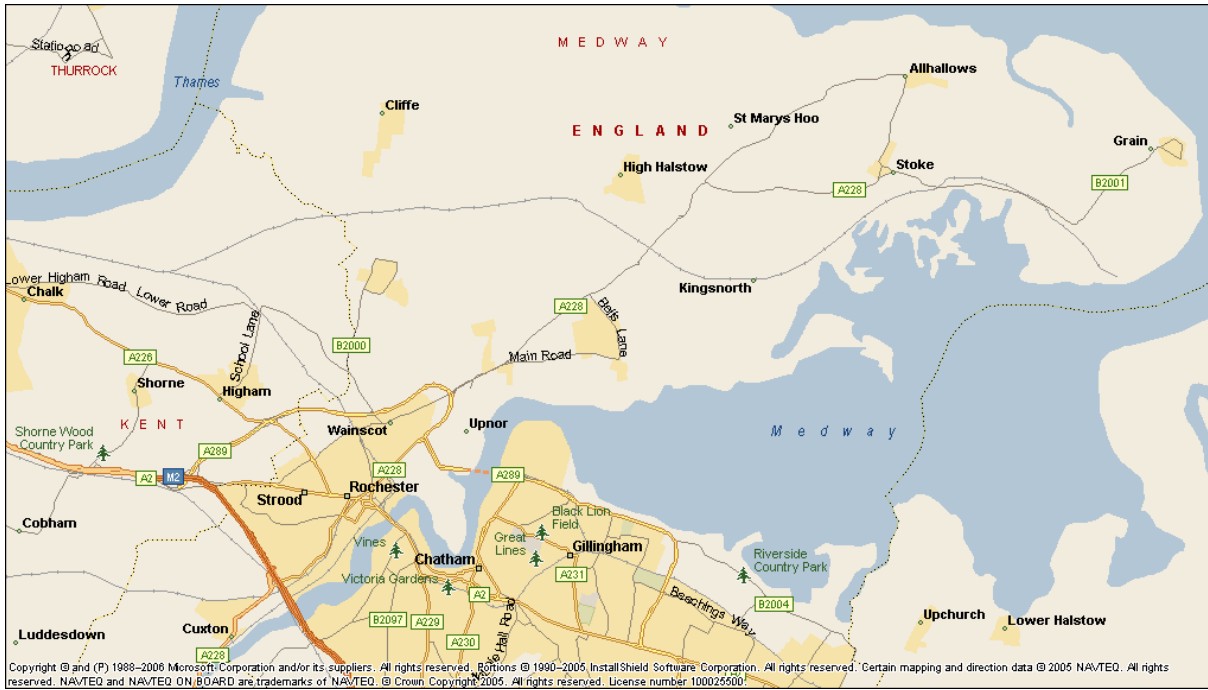 MEDWAY
Station road
THURROCK
Thames
Allhallows
Cliffe
St Marys Hoo
ENGLAND
Grain
High Halstow
Stoke
A228
B2001
Lower Higham Road
Lower Road
Chalk
Kingsnorth
A228
Bells Lane
School Lane
B2000
A226
Main Road
Shorne
Higham
KENT
Wainscot
Upnor
Medway
Shorne Wood
Country Park
A289
A2
M2
A228
A289
Strood
Rochester
Cobham
Black Lion
Field
Vines
Great
Lines
Gillingham
Chatham
Riverside
Country Park
Victoria Gardens
A2
A231
Beachings Way
B2004
B2097
A229
A230
Hall Road
Upchurch
Lower Halstow
Cuxton
Luddesdown
A228
Copyright © and (P) 1988–2006 Microsoft Corporation and/or its suppliers. All rights reserved. Portions © 1990–2005 InstallShield Software Corporation. All rights reserved. Certain mapping and direction data © 2005 NAVTEQ. All rights
reserved. NAVTEQ and NAVTEQ ON BOARD are trademarks of NAVTEQ. © Crown Copyright 2005. All rights reserved. License number 100025500.